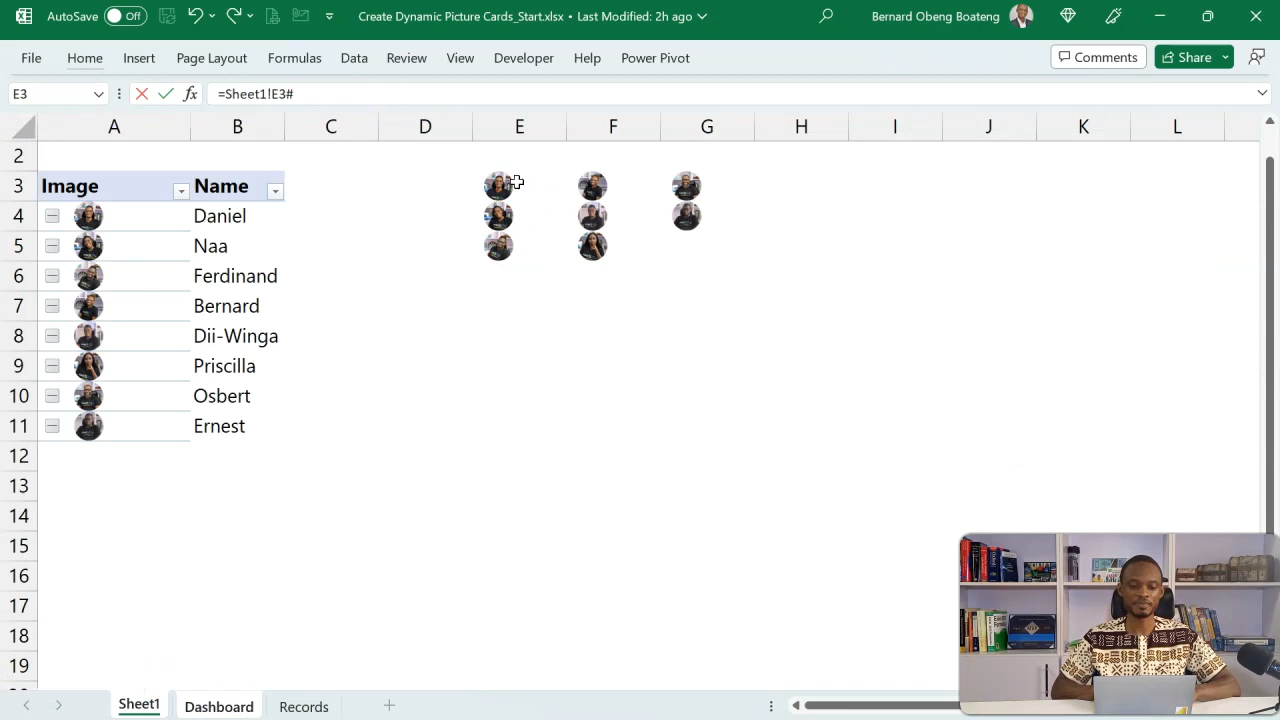 AutoSave Off Create Dynamic Picture Cards_Start.xlsx • Last Modified: 2h ago Bernard Obeng Boateng
File Home Insert Page Layout Formulas Data Review View Developer Help Power Pivot Comments Share
E3 fx =Sheet1!E3#
A B C D E F G H I J K L
2
3 Image Name
4 Daniel
5 Naa
6 Ferdinand
7 Bernard
8 Dii-Winga
9 Priscilla
10 Osbert
11 Ernest
12
13
14
15
16
17
18
19
Sheet1 Dashboard Records